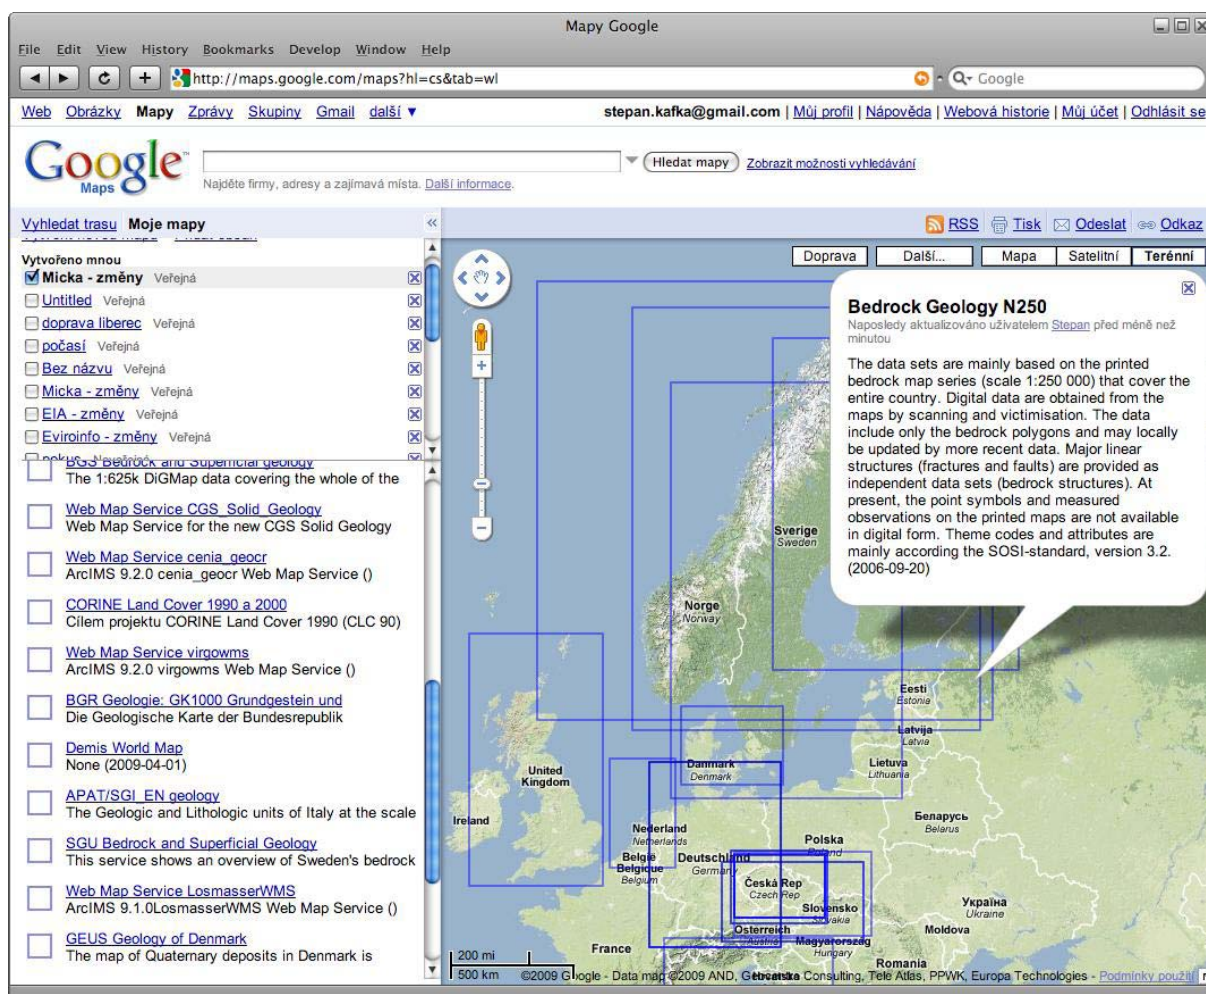 Mapy Google
File Edit View History Bookmarks Develop Window Help
http://maps.google.com/maps?hl=cs&tab=wl
Google
Web Obrázky Mapy Zprávy Skupiny Gmail další ▼
stepan.kafka@gmail.com | Můj profil | Nápověda | Webová historie | Můj účet | Odhlásit se
Google™
Maps
Hledat mapy
Zobrazit možnosti vyhledávání
Najděte firmy, adresy a zajímavá místa. Další informace.
Vyhledat trasu Moje mapy «
RSS Tisk Odeslat Odkaz
Vytvořeno mnou
Micka - změny Veřejná
Untitled Veřejná
doprava liberec Veřejná
počasí Veřejná
Bez názvu Veřejná
Micka - změny Veřejná
EIA - změny Veřejná
Eviroinfo - změny Veřejná
BGS Bedrock and Superficial geology
The 1:625k DiGMap data covering the whole of the
Web Map Service CGS_Solid_Geology
Web Map Service for the new CGS Solid Geology
Web Map Service cenia_geocr
ArcIMS 9.2.0 cenia_geocr Web Map Service ()
CORINE Land Cover 1990 a 2000
Cílem projektu CORINE Land Cover 1990 (CLC 90)
Web Map Service virgowms
ArcIMS 9.2.0 virgowms Web Map Service ()
BGR Geologie: GK1000 Grundgestein und
Die Geologische Karte der Bundesrepublik
Demis World Map
None (2009-04-01)
APAT/SGI_EN geology
The Geologic and Lithologic units of Italy at the scale
SGU Bedrock and Superficial Geology
This service shows an overview of Sweden's bedrock
Web Map Service LosmasserWMS
ArcIMS 9.1.0LosmasserWMS Web Map Service ()
GEUS Geology of Denmark
The map of Quaternary deposits in Denmark is
Doprava Další... Mapa Satelitní Terénní
Bedrock Geology N250
Naposledy aktualizováno uživatelem Stepan před méně než
minutou
The data sets are mainly based on the printed
bedrock map series (scale 1:250 000) that cover the
entire country. Digital data are obtained from the
maps by scanning and victimisation. The data
include only the bedrock polygons and may locally
be updated by more recent data. Major linear
structures (fractures and faults) are provided as
independent data sets (bedrock structures). At
present, the point symbols and measured
observations on the printed maps are not available
in digital form. Theme codes and attributes are
mainly according the SOSI-standard, version 3.2.
(2006-09-20)
Sverige
Sweden
Norge
Norway
Eesti
Estonia
Latvija
Latvia
Lietuva
Lithuania
Danmark
Denmark
United
Kingdom
Ireland
Беларусь
Belarus
Nederland
Netherlands
Polska
Poland
België
Belgique
Belgium
Deutschland
Germany
Česká Rep
Czech Rep
Slovensko
Slovakia
Україна
Ukraine
Österreich
Austria
Magyarország
Hungary
Moldova
France
Romania
Hrvatska
200 mi
500 km
©2009 Google - Data map ©2009 AND, Geocentre Consulting, Tele Atlas, PPWK, Europa Technologies - Podmínky použití